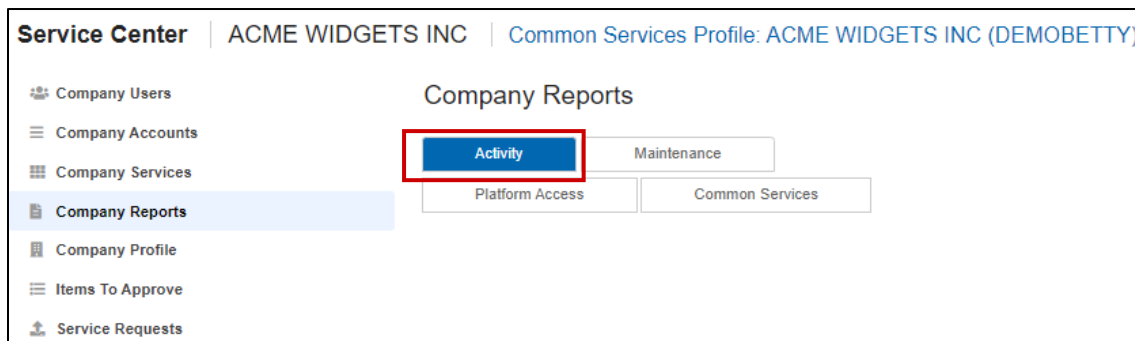 Service Center | ACME WIDGETS INC | Common Services Profile: ACME WIDGETS INC (DEMOBETTY)
Company Users
Company Accounts
Company Services
Company Reports
Company Profile
Items To Approve
Service Requests
Company Reports
Activity Maintenance
Platform Access Common Services